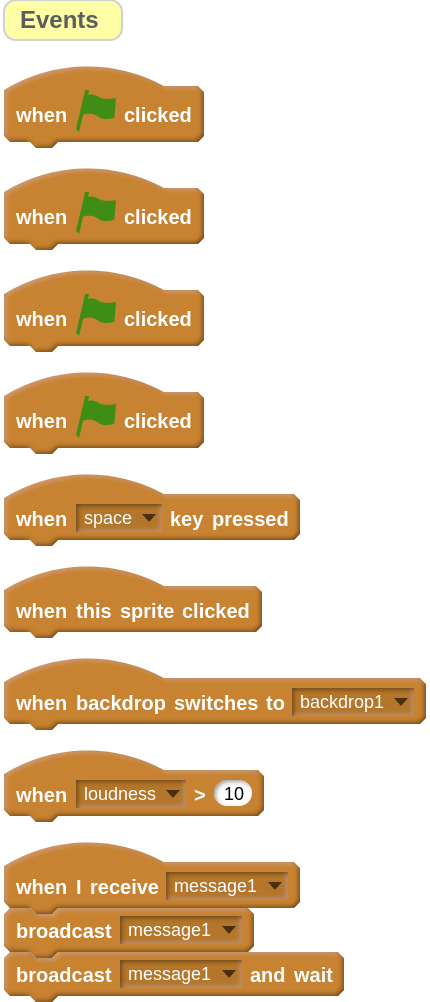 Events
when clicked
when clicked
when clicked
when clicked
when space key pressed
when this sprite clicked
when backdrop switches to backdrop1
when loudness > 10
when I receive message1
broadcast message1
broadcast message1 and wait